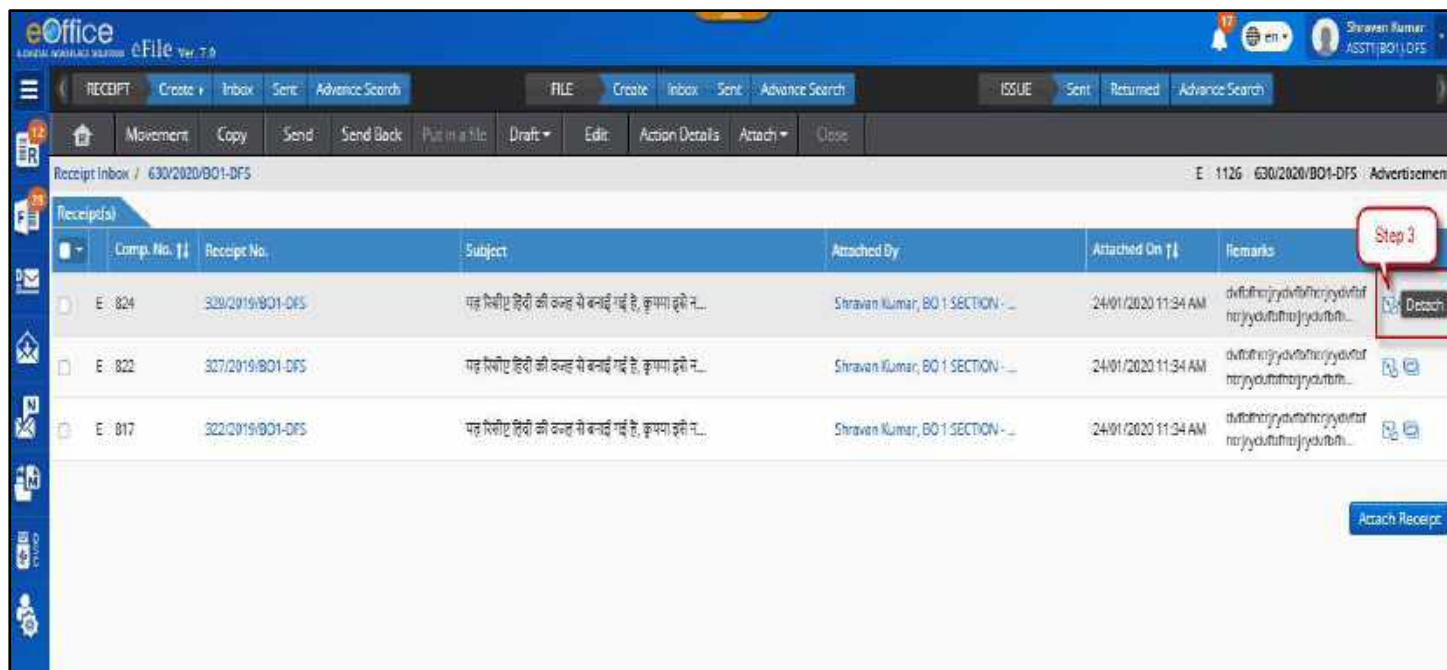 eOffice
eFile Ver. 7.0
17
en
Shravan Kumar
ASST1(BO1)-DFS
RECEIPT Create Inbox Sent Advance Search FILE Create Inbox Sent Advance Search ISSUE Sent Returned Advance Search
Movement Copy Send Send Back Put in a file Draft Edit Action Details Attach Close
12
R
Receipt Inbox / 630/2020/BO1-DFS E 1126 630/2020/BO1-DFS Advertisemen
Receipt(s)
Step 3
Comp. No. Receipt No. Subject Attached By Attached On Remarks
E 824 329/2019/BO1-DFS यह रिसीप्ट हिंदी की वजह से बनाई गई है, कृपया इसे न... Shravan Kumar, BO 1 SECTION - ... 24/01/2020 11:34 AM
Detach
E 822 327/2019/BO1-DFS यह रिसीप्ट हिंदी की वजह से बनाई गई है, कृपया इसे न... Shravan Kumar, BO 1 SECTION - ... 24/01/2020 11:34 AM
E 817 322/2019/BO1-DFS यह रिसीप्ट हिंदी की वजह से बनाई गई है, कृपया इसे न... Shravan Kumar, BO 1 SECTION - ... 24/01/2020 11:34 AM
Attach Receipt